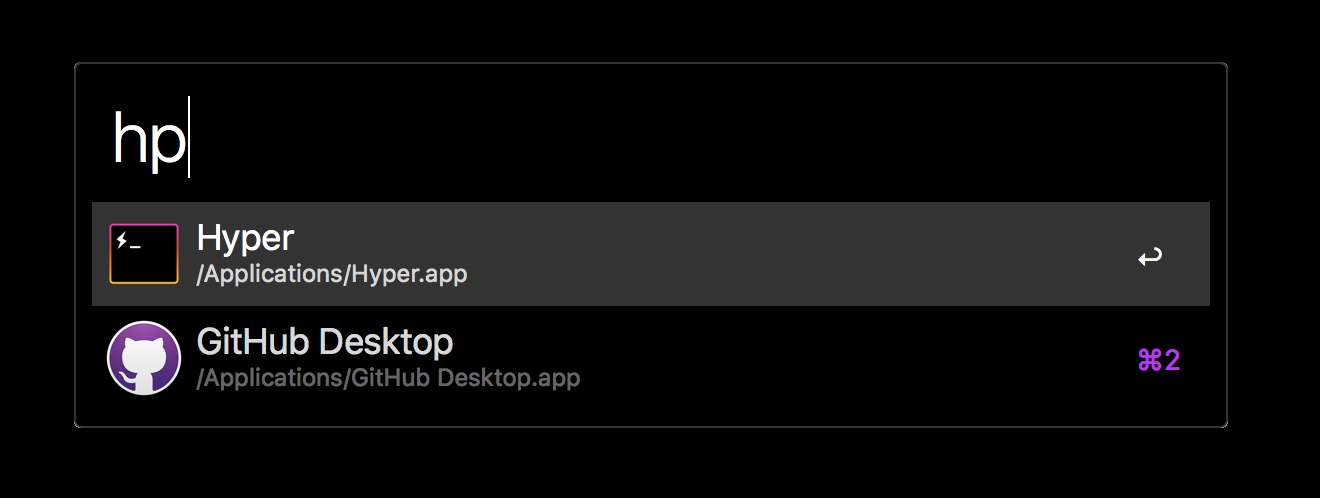 hp
Hyper
/Applications/Hyper.app
↩
GitHub Desktop
/Applications/GitHub Desktop.app
⌘2